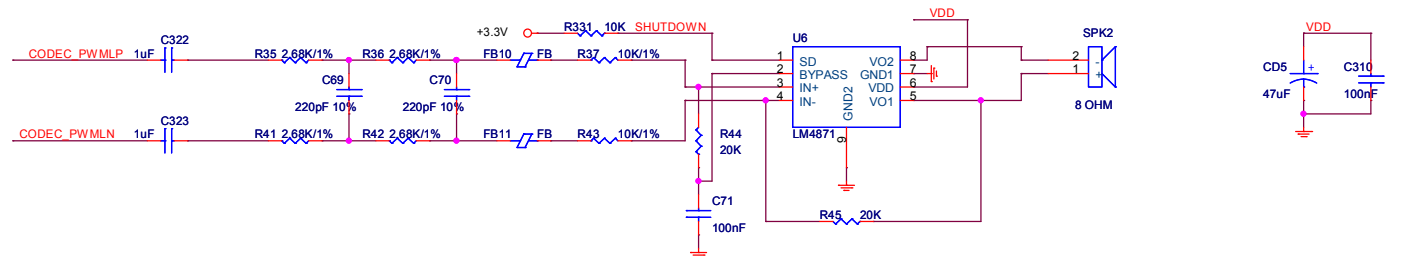 VDD
+3.3V R331 10K SHUTDOWN
CODEC_PWMLP 1uF C322 R35 2.68K/1% R36 2.68K/1% FB10 FB R37 10K/1%
C69 220pF 10%
C70 220pF 10%
CODEC_PWMLN 1uF C323 R41 2.68K/1% R42 2.68K/1% FB11 FB R43 10K/1%
R44
20K
C71
100nF
U6
1 SD VO2 8
2 BYPASS GND1 7
3 IN+ VDD 6
4 IN- VO1 5
GND2
9
LM4871
R45 20K
SPK2
2 -
1 +
8 OHM
VDD
CD5 +
47uF
C310
100nF